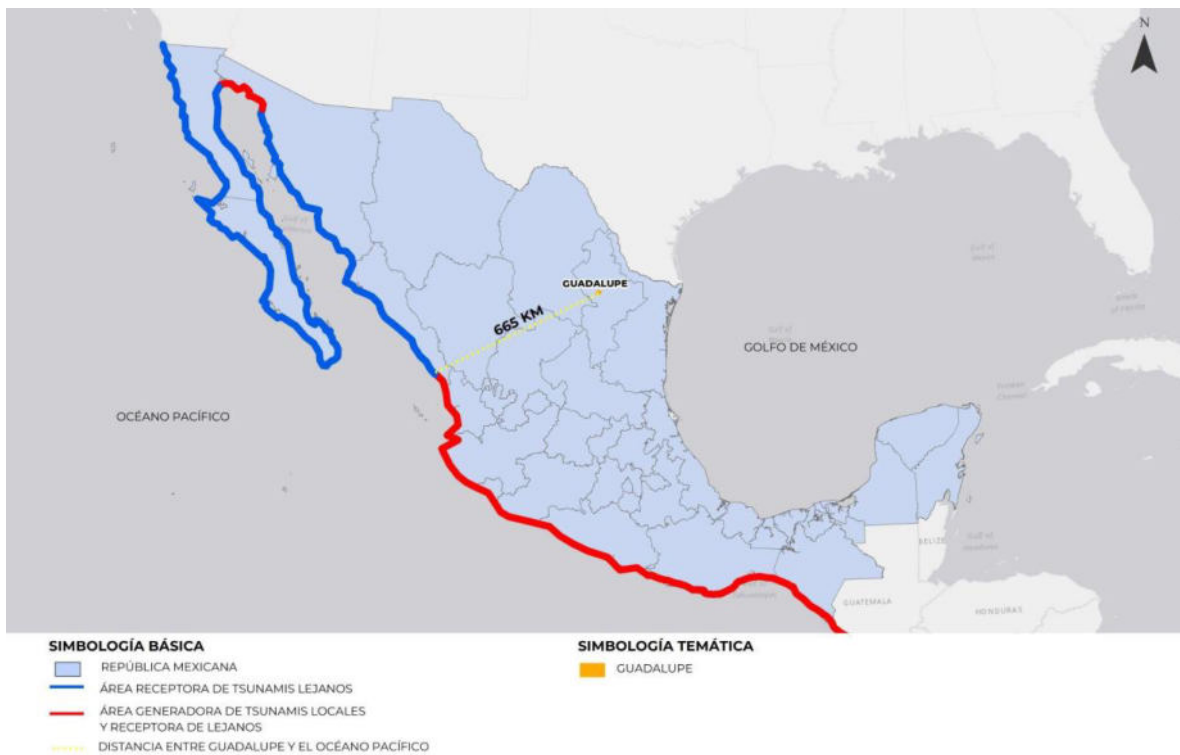 N
GUADALUPE
665 KM
GOLFO DE MÉXICO
OCÉANO PACÍFICO
BELIZE
GUATEMALA
HONDURAS
SIMBOLOGÍA BÁSICA
REPÚBLICA MEXICANA
ÁREA RECEPTORA DE TSUNAMIS LEJANOS
ÁREA GENERADORA DE TSUNAMIS LOCALES
Y RECEPTORA DE LEJANOS
DISTANCIA ENTRE GUADALUPE Y EL OCÉANO PACÍFICO
SIMBOLOGÍA TEMÁTICA
GUADALUPE